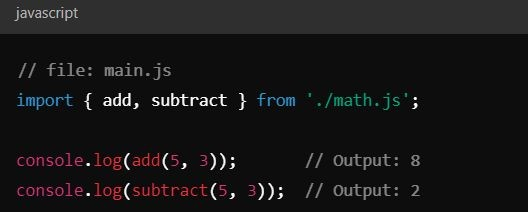 javascript
// file: main.js
import { add, subtract } from './math.js';
console.log(add(5, 3));       // Output: 8
console.log(subtract(5, 3));  // Output: 2